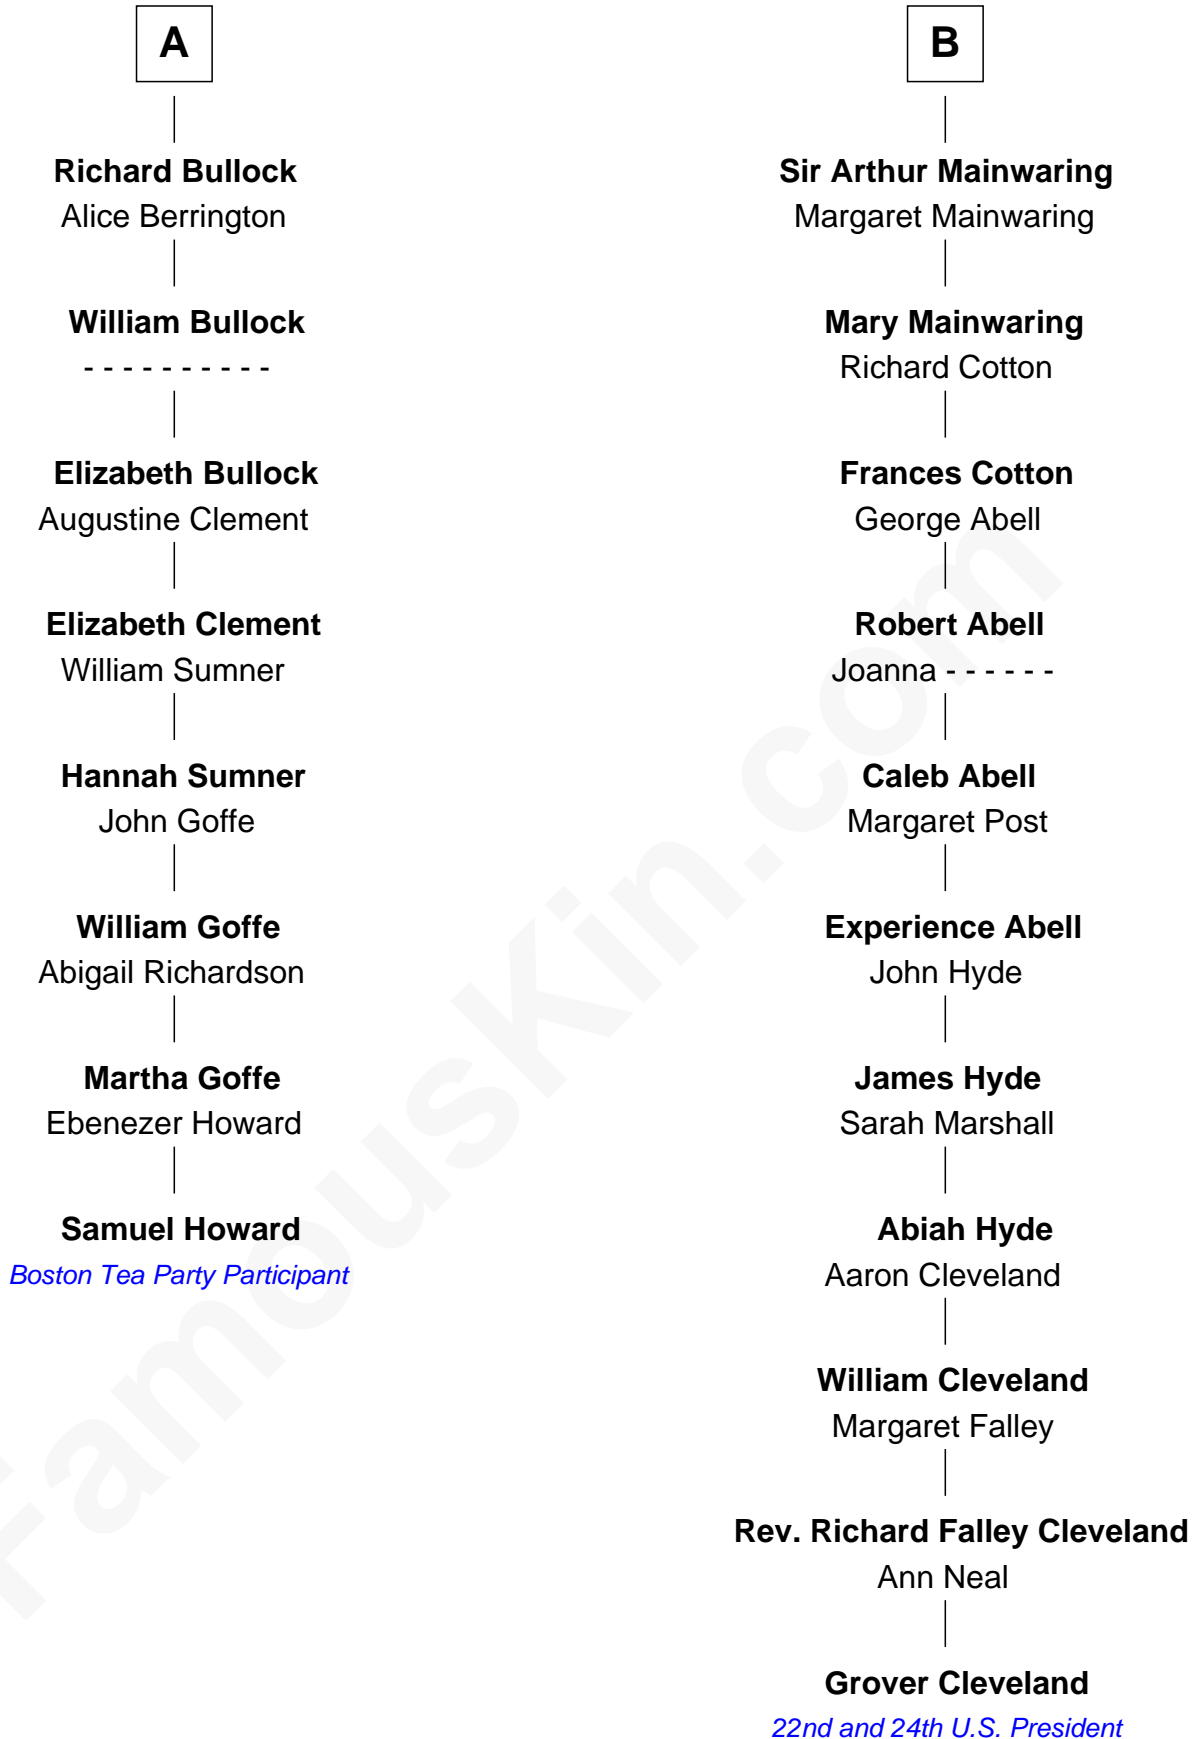 A
Richard Bullock
Alice Berrington
William Bullock
- - - - - - - - - -
Elizabeth Bullock
Augustine Clement
Elizabeth Clement
William Sumner
Hannah Sumner
John Goffe
William Goffe
Abigail Richardson
Martha Goffe
Ebenezer Howard
Samuel Howard
Boston Tea Party Participant
B
Sir Arthur Mainwaring
Margaret Mainwaring
Mary Mainwaring
Richard Cotton
Frances Cotton
George Abell
Robert Abell
Joanna - - - - - -
Caleb Abell
Margaret Post
Experience Abell
John Hyde
James Hyde
Sarah Marshall
Abiah Hyde
Aaron Cleveland
William Cleveland
Margaret Falley
Rev. Richard Falley Cleveland
Ann Neal
Grover Cleveland
22nd and 24th U.S. President
FamousKin.com